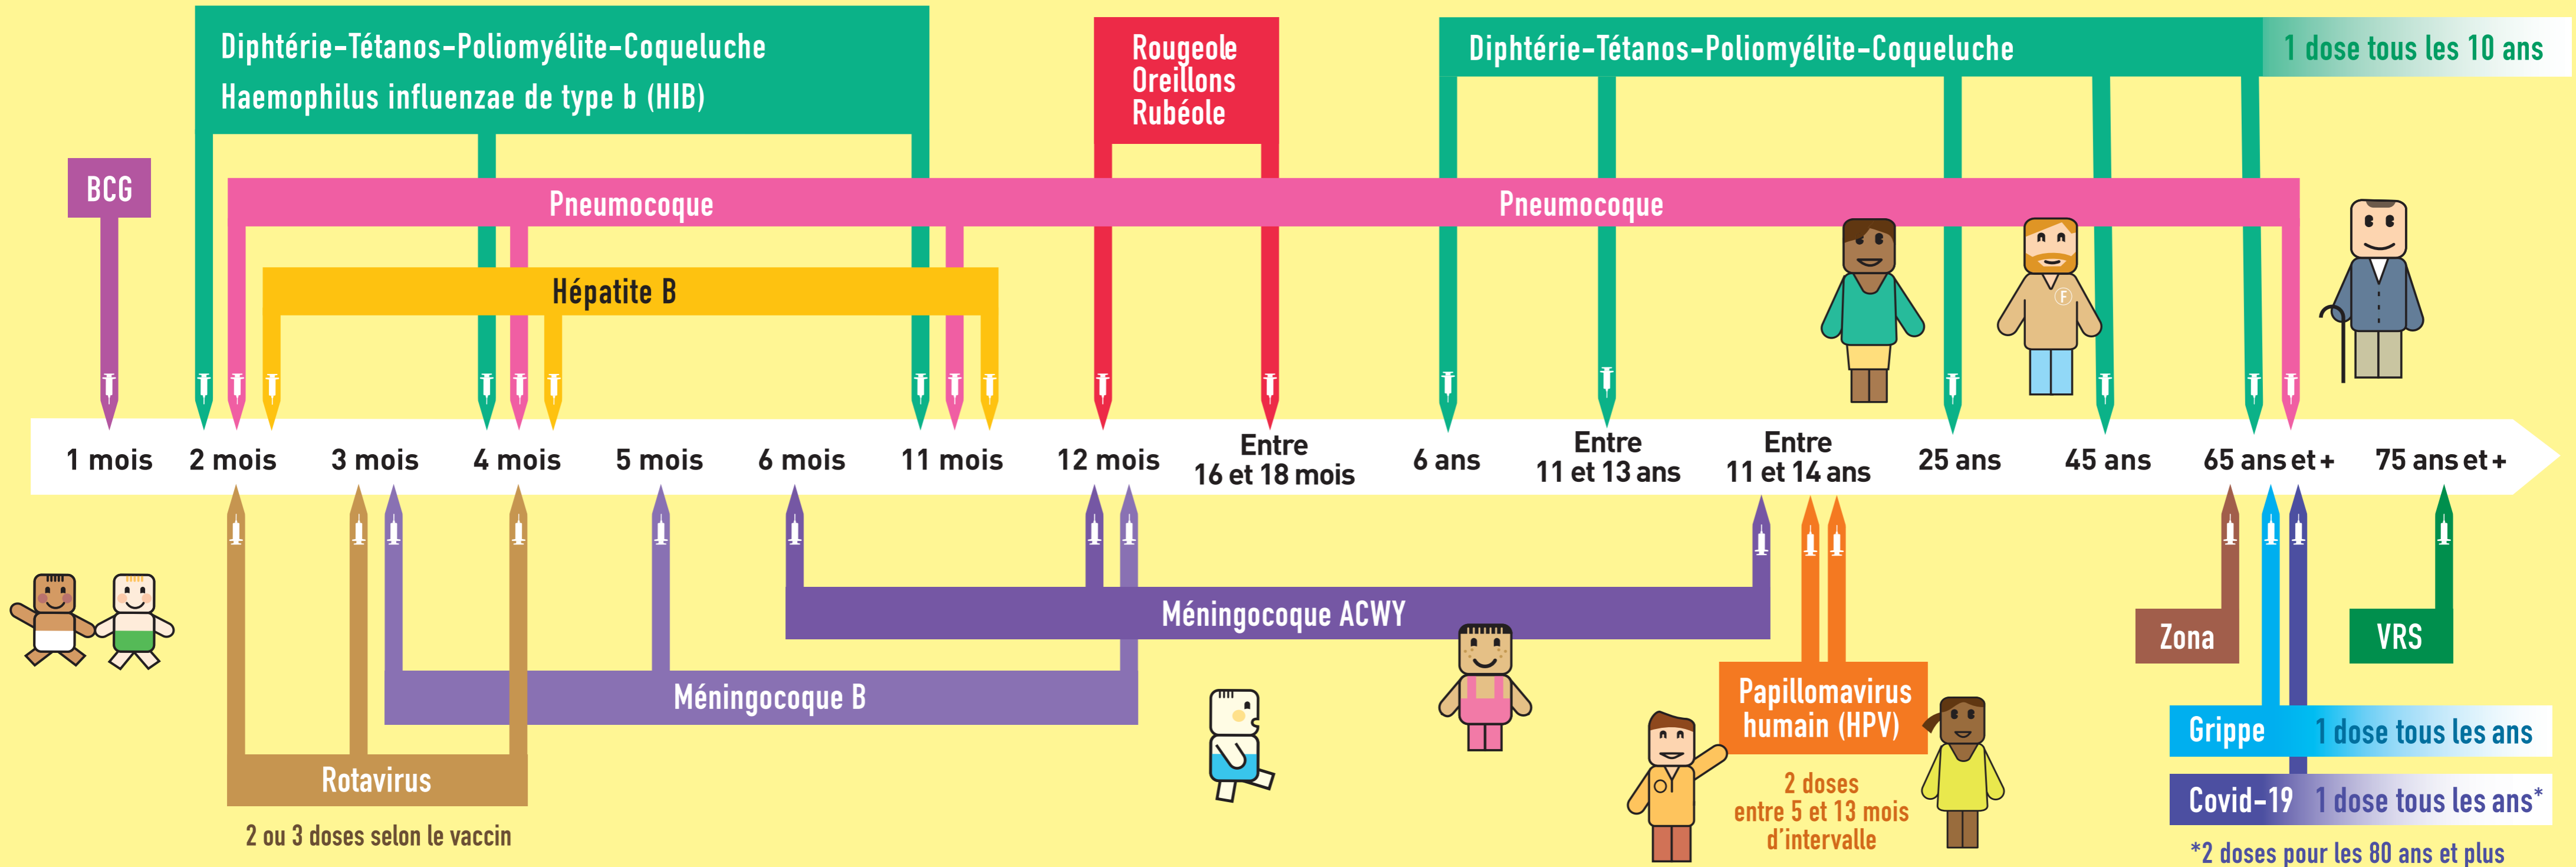 Diphtérie-Tétanos-Poliomyélite-Coqueluche
Haemophilus influenzae de type b (HIB)
Rougeole
Oreillons
Rubéole
Diphtérie-Tétanos-Poliomyélite-Coqueluche
1 dose tous les 10 ans
BCG
Pneumocoque
Pneumocoque
Hépatite B
F
1 mois
2 mois
3 mois
4 mois
5 mois
6 mois
11 mois
12 mois
Entre
16 et 18 mois
6 ans
Entre
11 et 13 ans
Entre
11 et 14 ans
25 ans
45 ans
65 ans et +
75 ans et +
Méningocoque ACWY
Méningocoque B
Rotavirus
2 ou 3 doses selon le vaccin
Papillomavirus
humain (HPV)
2 doses
entre 5 et 13 mois
d'intervalle
Zona
VRS
Grippe 1 dose tous les ans
Covid-19 1 dose tous les ans*
*2 doses pour les 80 ans et plus